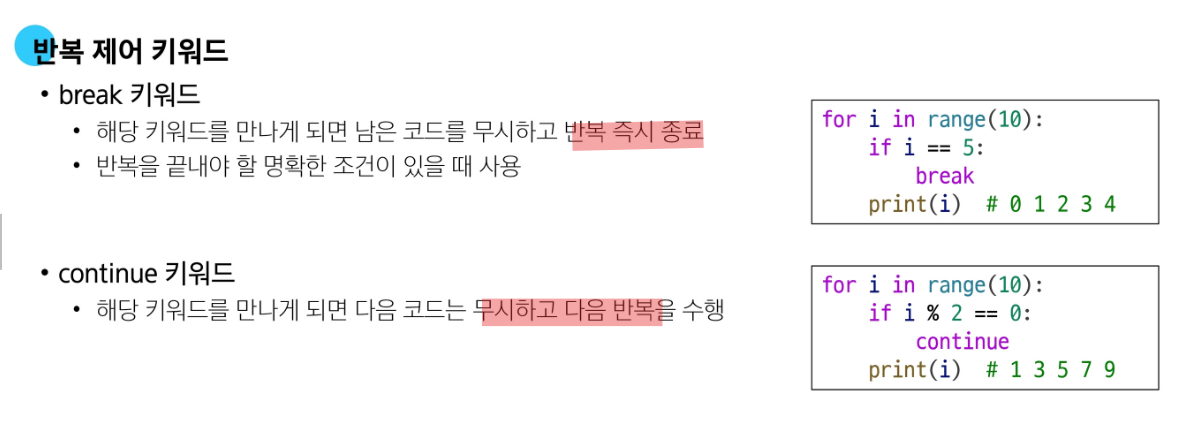 반복 제어 키워드
• break 키워드
• 해당 키워드를 만나게 되면 남은 코드를 무시하고 반복 즉시 종료
• 반복을 끝내야 할 명확한 조건이 있을 때 사용
for i in range(10):
    if i == 5:
        break
    print(i)  # 0 1 2 3 4
• continue 키워드
• 해당 키워드를 만나게 되면 다음 코드는 무시하고 다음 반복을 수행
for i in range(10):
    if i % 2 == 0:
        continue
    print(i)  # 1 3 5 7 9